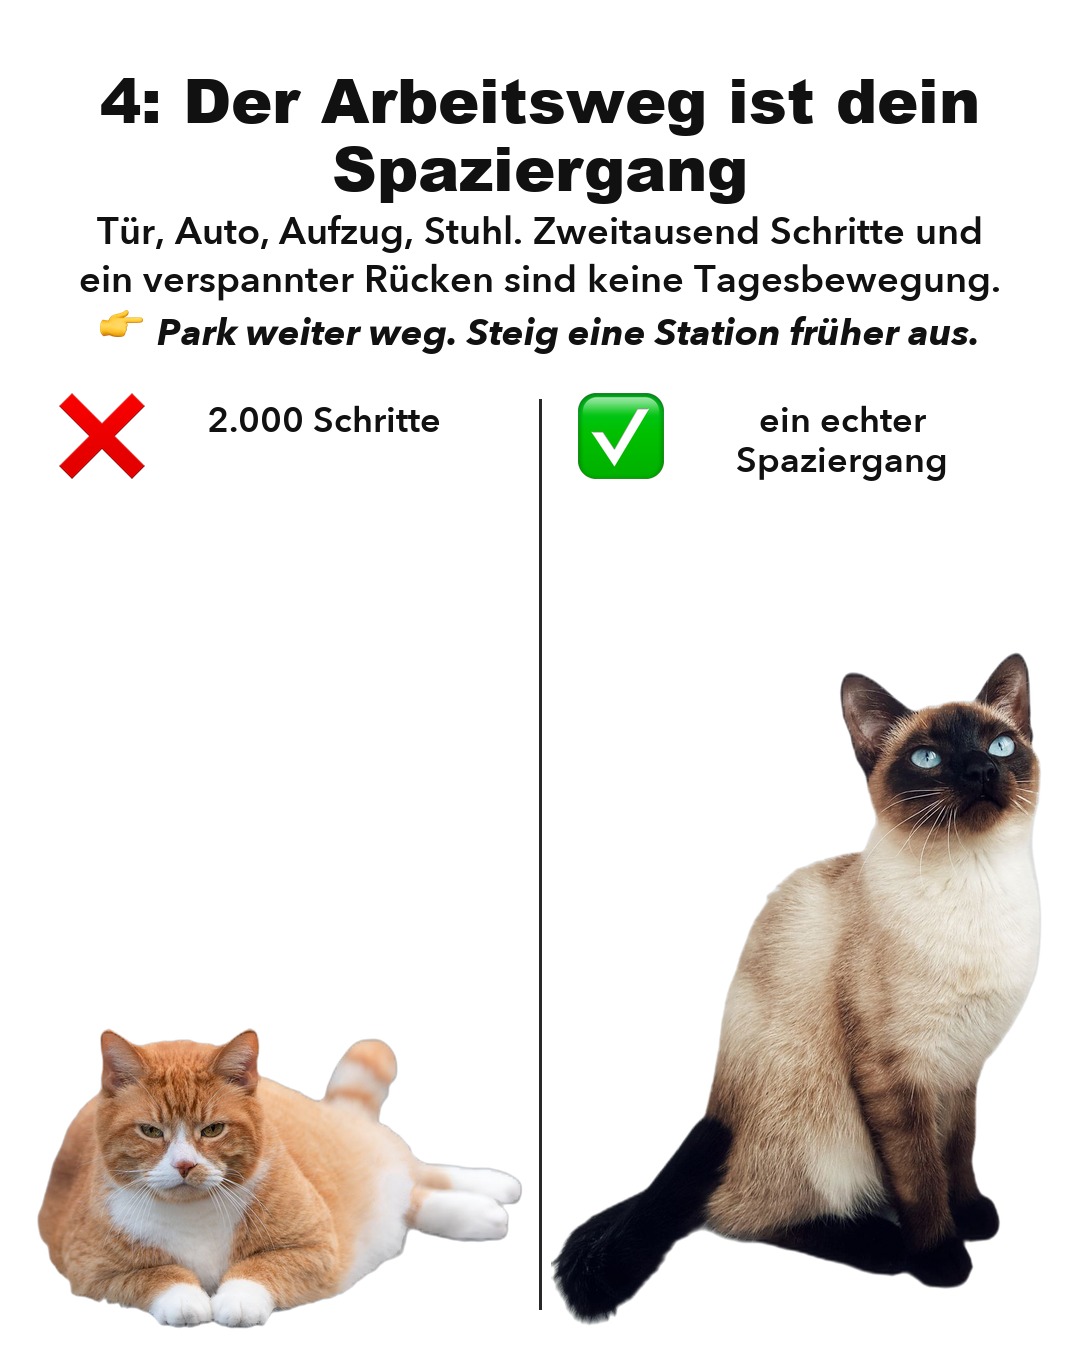 4: Der Arbeitsweg ist dein
Spaziergang
Tür, Auto, Aufzug, Stuhl. Zweitausend Schritte und
ein verspannter Rücken sind keine Tagesbewegung.
👉 Park weiter weg. Steig eine Station früher aus.
❌ 2.000 Schritte
✅ ein echter
Spaziergang